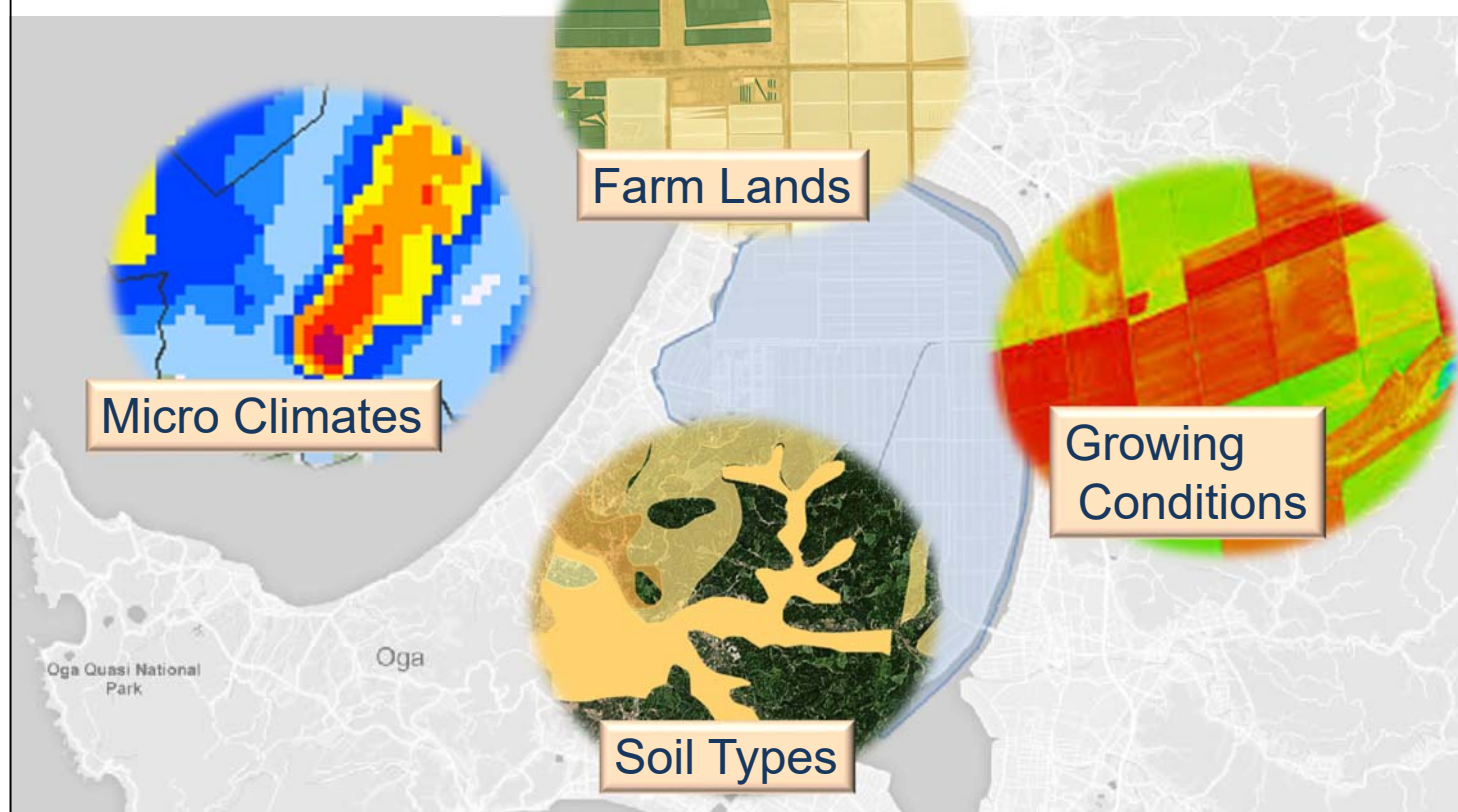 Farm Lands
Micro Climates
Growing
Conditions
Oga Quasi National
Park
Oga
Soil Types